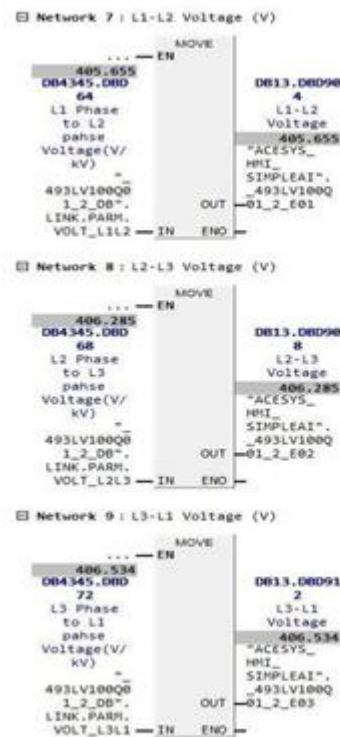 Network 7 : L1-L2 Voltage (V)
MOVE
... EN
405.655
DB4345.DBD
64
L1 Phase
to L2
pahse
Voltage(V/
kV)
"_
493LV100Q0
1_2_DB".
LINK.PARM.
VOLT_L1L2 IN
DB13.DBD90
4
L1-L2
Voltage
405.655
"ACESYS_
HMI_
SIMPLEAI".
_493LV100Q
OUT 01_2_E01
ENO
Network 8 : L2-L3 Voltage (V)
MOVE
... EN
406.285
DB4345.DBD
68
L2 Phase
to L3
pahse
Voltage(V/
kV)
"_
493LV100Q0
1_2_DB".
LINK.PARM.
VOLT_L2L3 IN
DB13.DBD90
8
L2-L3
Voltage
406.285
"ACESYS_
HMI_
SIMPLEAI".
_493LV100Q
OUT 01_2_E02
ENO
Network 9 : L3-L1 Voltage (V)
MOVE
... EN
406.534
DB4345.DBD
72
L3 Phase
to L1
pahse
Voltage(V/
kV)
"_
493LV100Q0
1_2_DB".
LINK.PARM.
VOLT_L3L1 IN
DB13.DBD91
2
L3-L1
Voltage
406.534
"ACESYS_
HMI_
SIMPLEAI".
_493LV100Q
OUT 01_2_E03
ENO